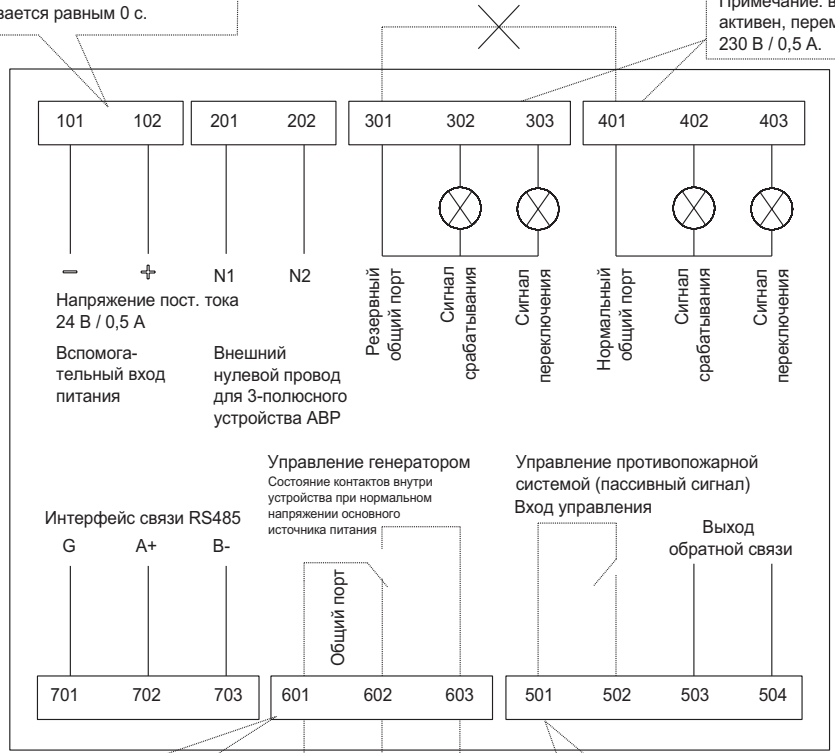 вается равным 0 с.
Примечание: в
активен, перем
230 В / 0,5 А.
101 102 201 202 301 302 303 401 402 403
N1 N2
Напряжение пост. тока
24 В / 0,5 А
Вспомога-
тельный вход
питания
Внешний
нулевой провод
для 3-полюсного
устройства АВР
Резервный
общий порт
Сигнал
срабатывания
Сигнал
переключения
Нормальный
общий порт
Сигнал
срабатывания
Сигнал
переключения
Управление генератором
Состояние контактов внутри
устройства при нормальном
напряжении основного
источника питания
Управление противопожарной
системой (пассивный сигнал)
Вход управления
Выход
обратной связи
Интерфейс связи RS485
G A+ B-
Общий порт
701 702 703 601 602 603 501 502 503 504